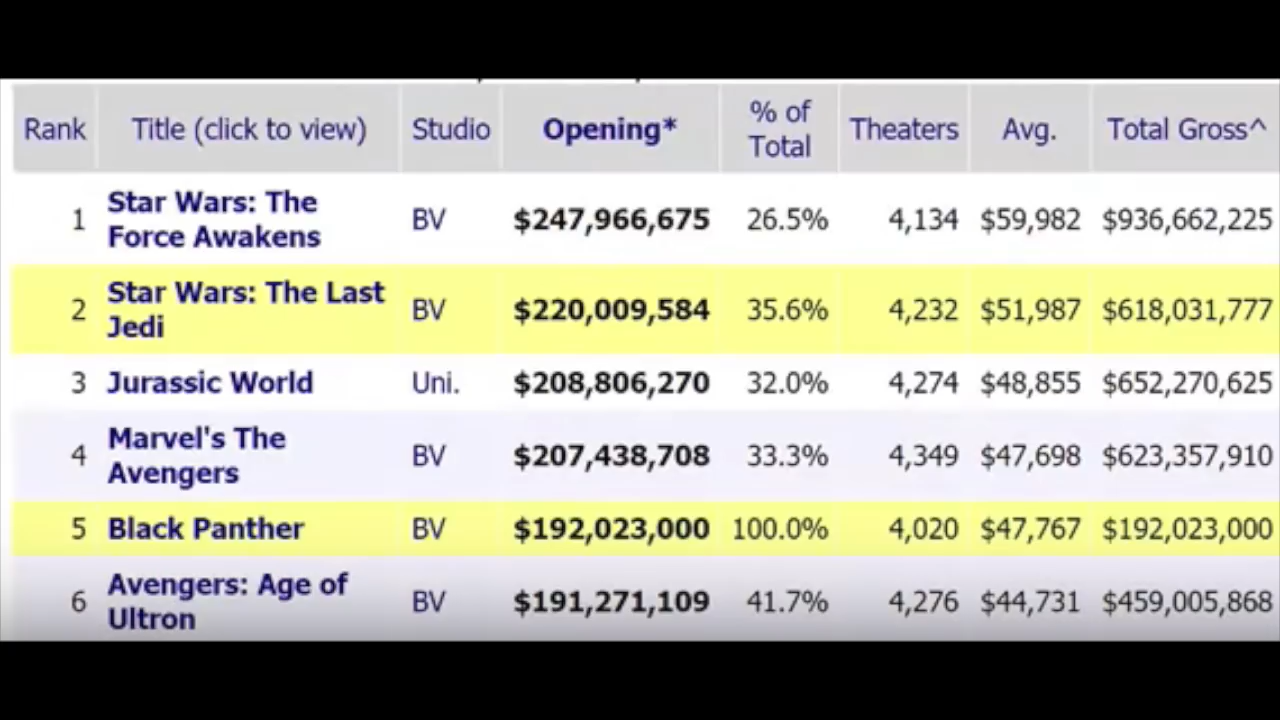 Rank Title (click to view) Studio Opening* % of Total Theaters Avg. Total Gross^
1 Star Wars: The Force Awakens BV $247,966,675 26.5% 4,134 $59,982 $936,662,225
2 Star Wars: The Last Jedi BV $220,009,584 35.6% 4,232 $51,987 $618,031,777
3 Jurassic World Uni. $208,806,270 32.0% 4,274 $48,855 $652,270,625
4 Marvel's The Avengers BV $207,438,708 33.3% 4,349 $47,698 $623,357,910
5 Black Panther BV $192,023,000 100.0% 4,020 $47,767 $192,023,000
6 Avengers: Age of Ultron BV $191,271,109 41.7% 4,276 $44,731 $459,005,868